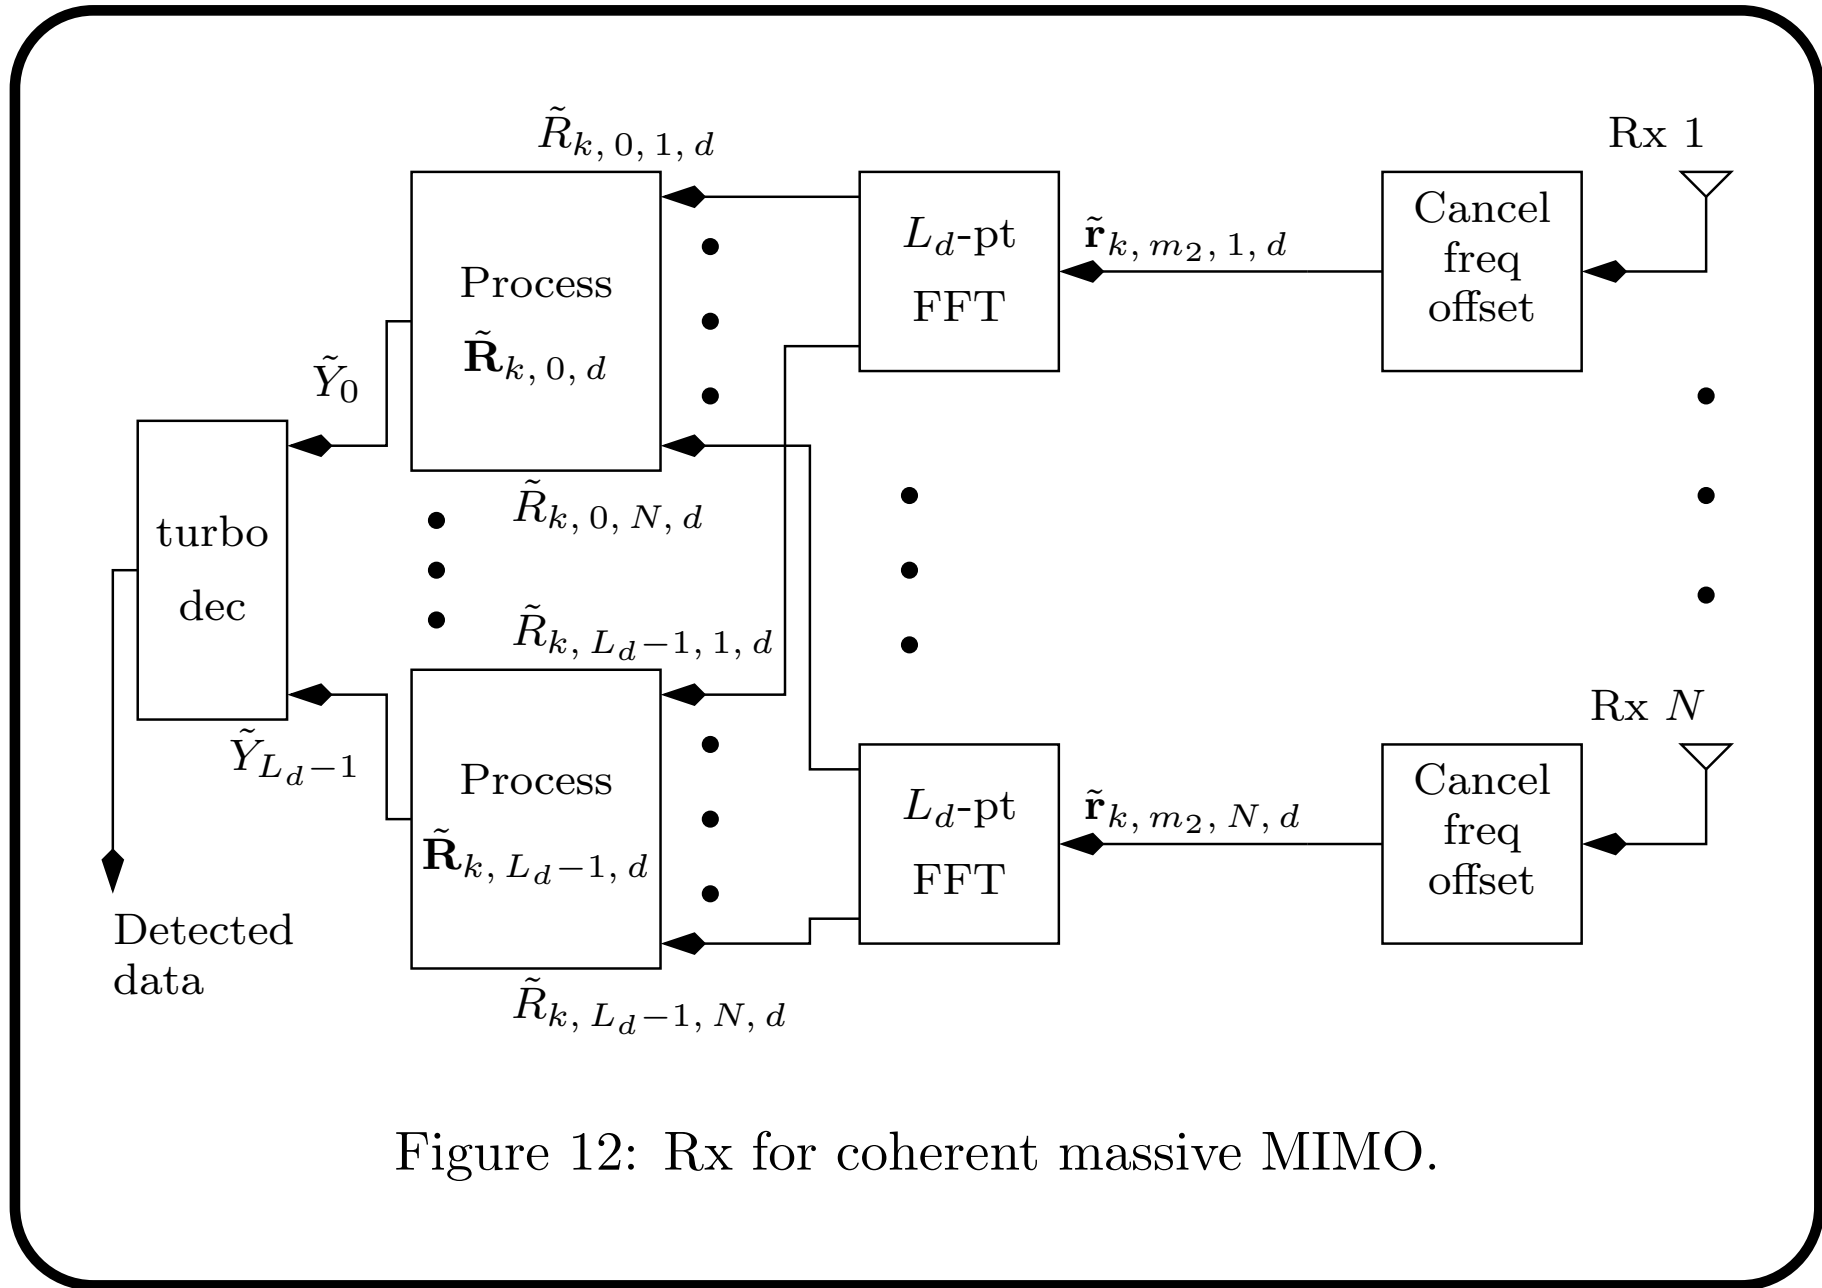 R̃k, 0, 1, d
Rx 1
Process
R̃k, 0, d
Ld-pt
FFT
r̃k, m2, 1, d
Cancel
freq
offset
Ỹ0
R̃k, 0, N, d
turbo
dec
R̃k, Ld−1, 1, d
Rx N
ỸLd−1
Process
R̃k, Ld−1, d
Ld-pt
FFT
r̃k, m2, N, d
Cancel
freq
offset
Detected
data
R̃k, Ld−1, N, d
Figure 12: Rx for coherent massive MIMO.